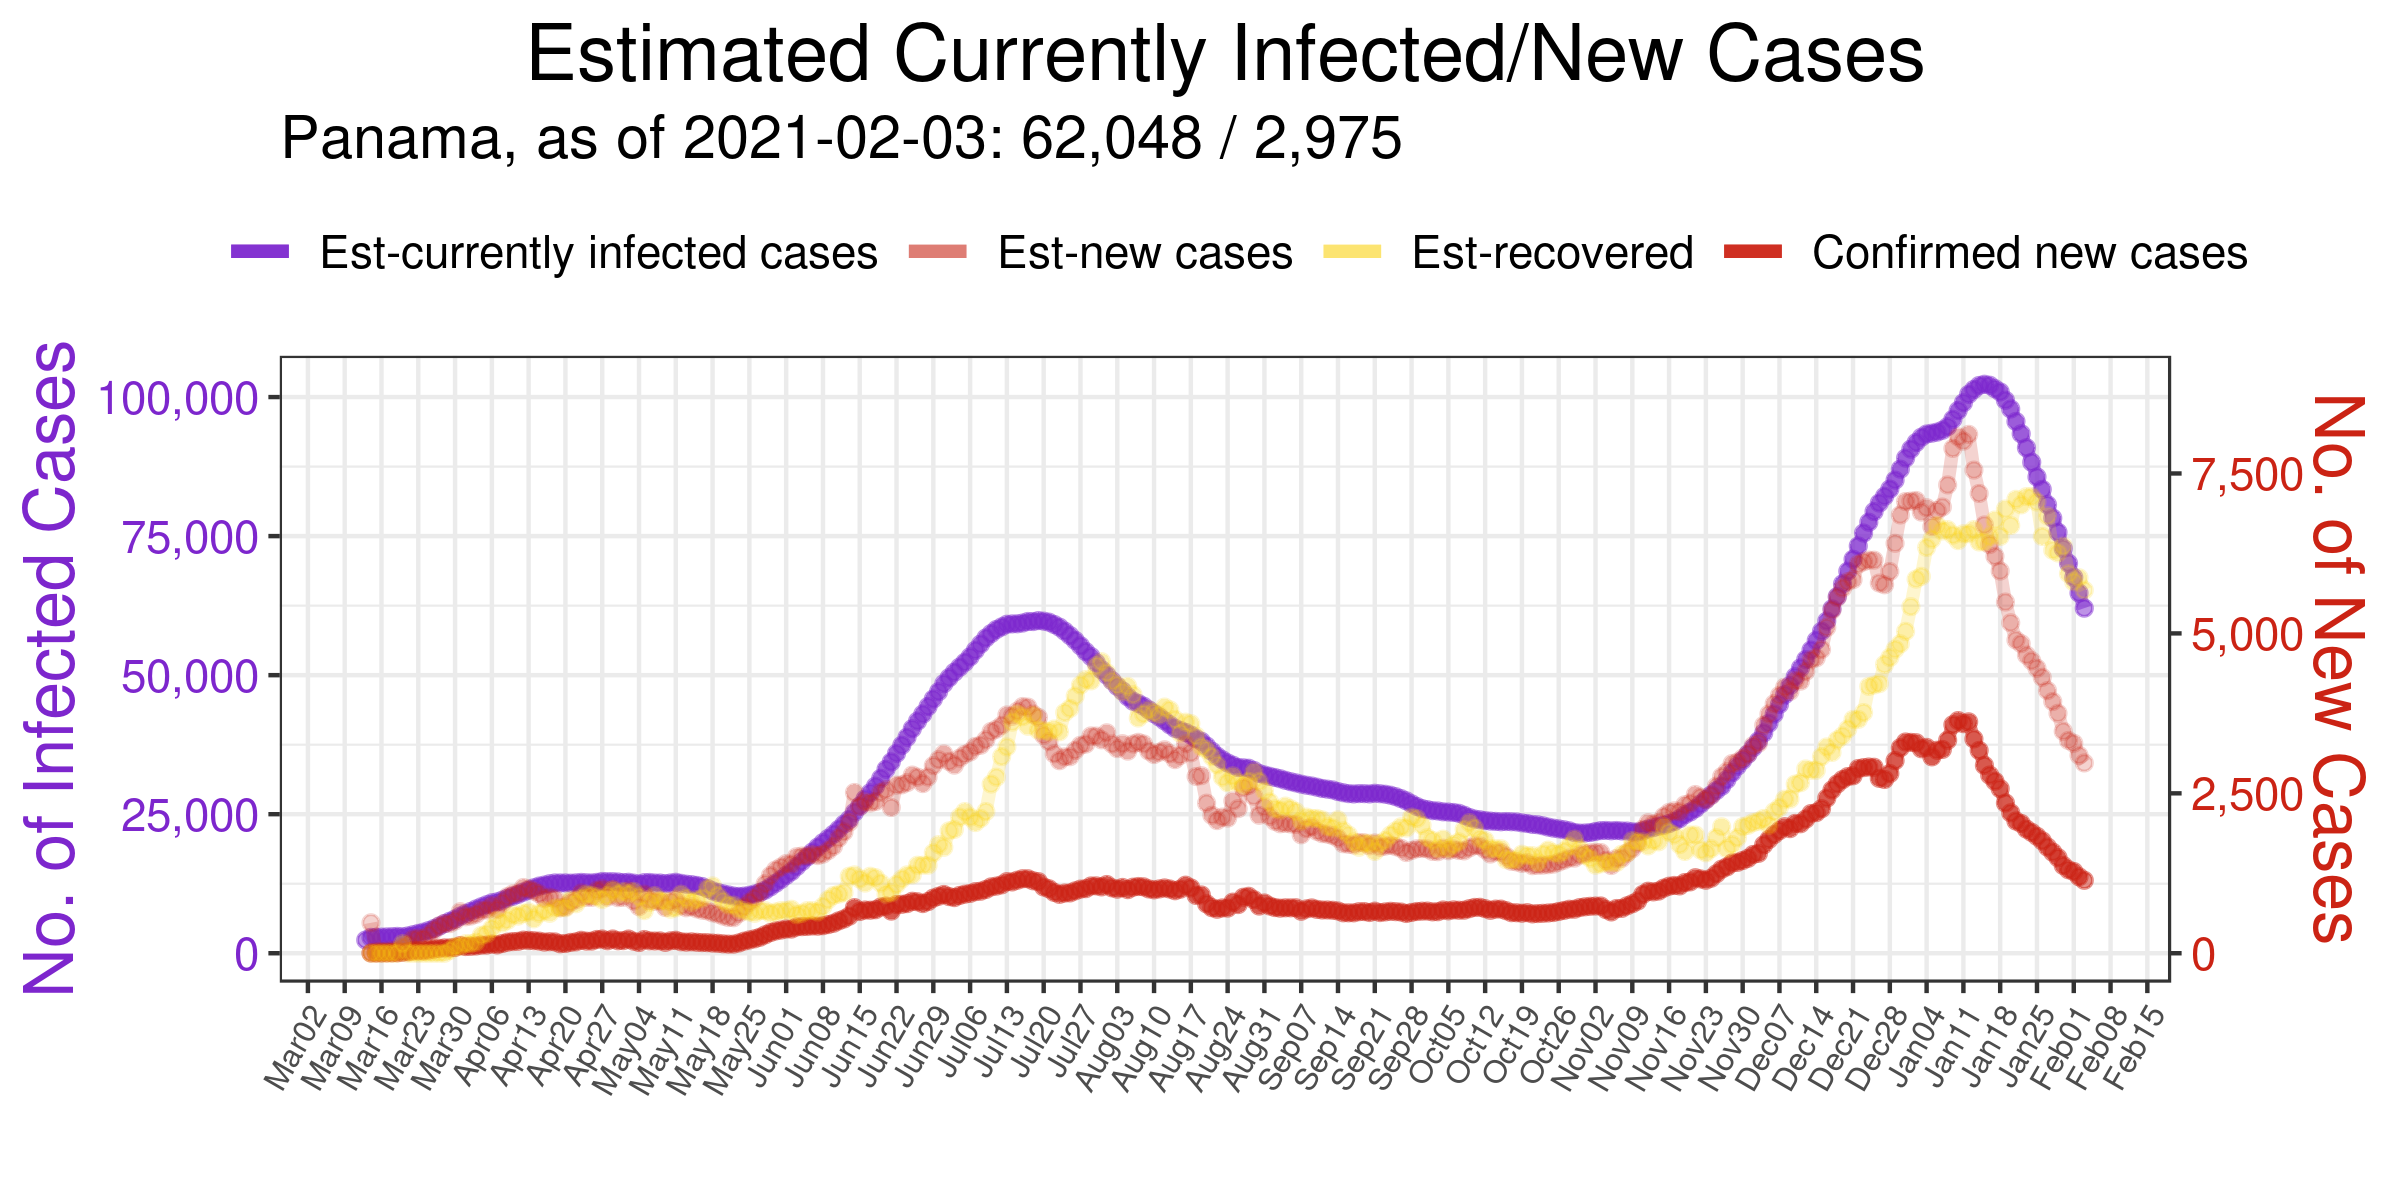 Estimated Currently Infected/New Cases
Panama, as of 2021-02-03: 62,048 / 2,975
Est-currently infected cases Est-new cases Est-recovered Confirmed new cases
No. of Infected Cases
100,000
75,000
50,000
25,000
0
No. of New Cases
7,500
5,000
2,500
0
Mar02 Mar09 Mar16 Mar23 Mar30 Apr06 Apr13 Apr20 Apr27 May04 May11 May18 May25 Jun01 Jun08 Jun15 Jun22 Jun29 Jul06 Jul13 Jul20 Jul27 Aug03 Aug10 Aug17 Aug24 Aug31 Sep07 Sep14 Sep21 Sep28 Oct05 Oct12 Oct19 Oct26 Nov02 Nov09 Nov16 Nov23 Nov30 Dec07 Dec14 Dec21 Dec28 Jan04 Jan11 Jan18 Jan25 Feb01 Feb08 Feb15